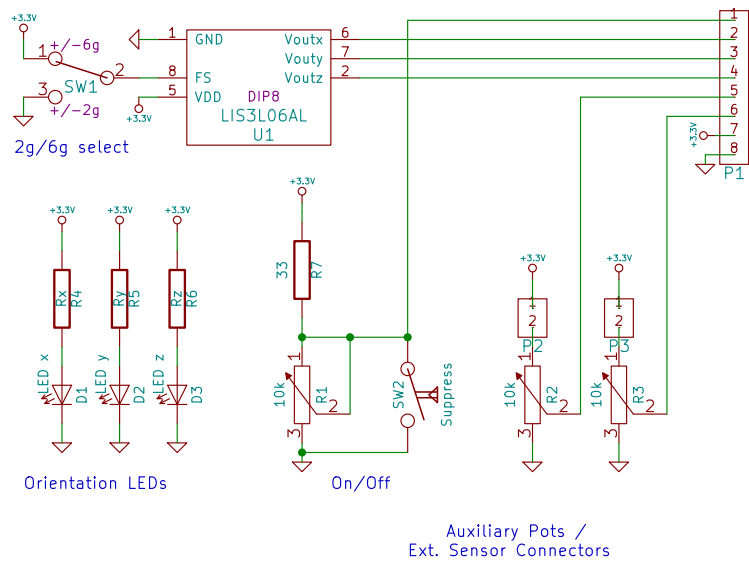 +3.3V
+/-6g
1
2
3
SW1
+/-2g
2g/6g select
1 GND
8 FS
5 VDD
+3.3V
DIP8
LIS3L06AL
U1
Voutx 6
Vouty 7
Voutz 2
1
2
3
4
5
6
+3.3V 7
8
P1
+3.3V
+3.3V
+3.3V
Rx R4
Ry R5
Rz R6
LED x
LED y
LED z
D1
D2
D3
Orientation LEDs
+3.3V
33 R7
1
10k R1
2
3
SW2
Suppress
On/Off
+3.3V
1
2
P2
1
10k R2
2
3
+3.3V
1
2
P3
1
10k R3
2
3
Auxiliary Pots /
Ext. Sensor Connectors